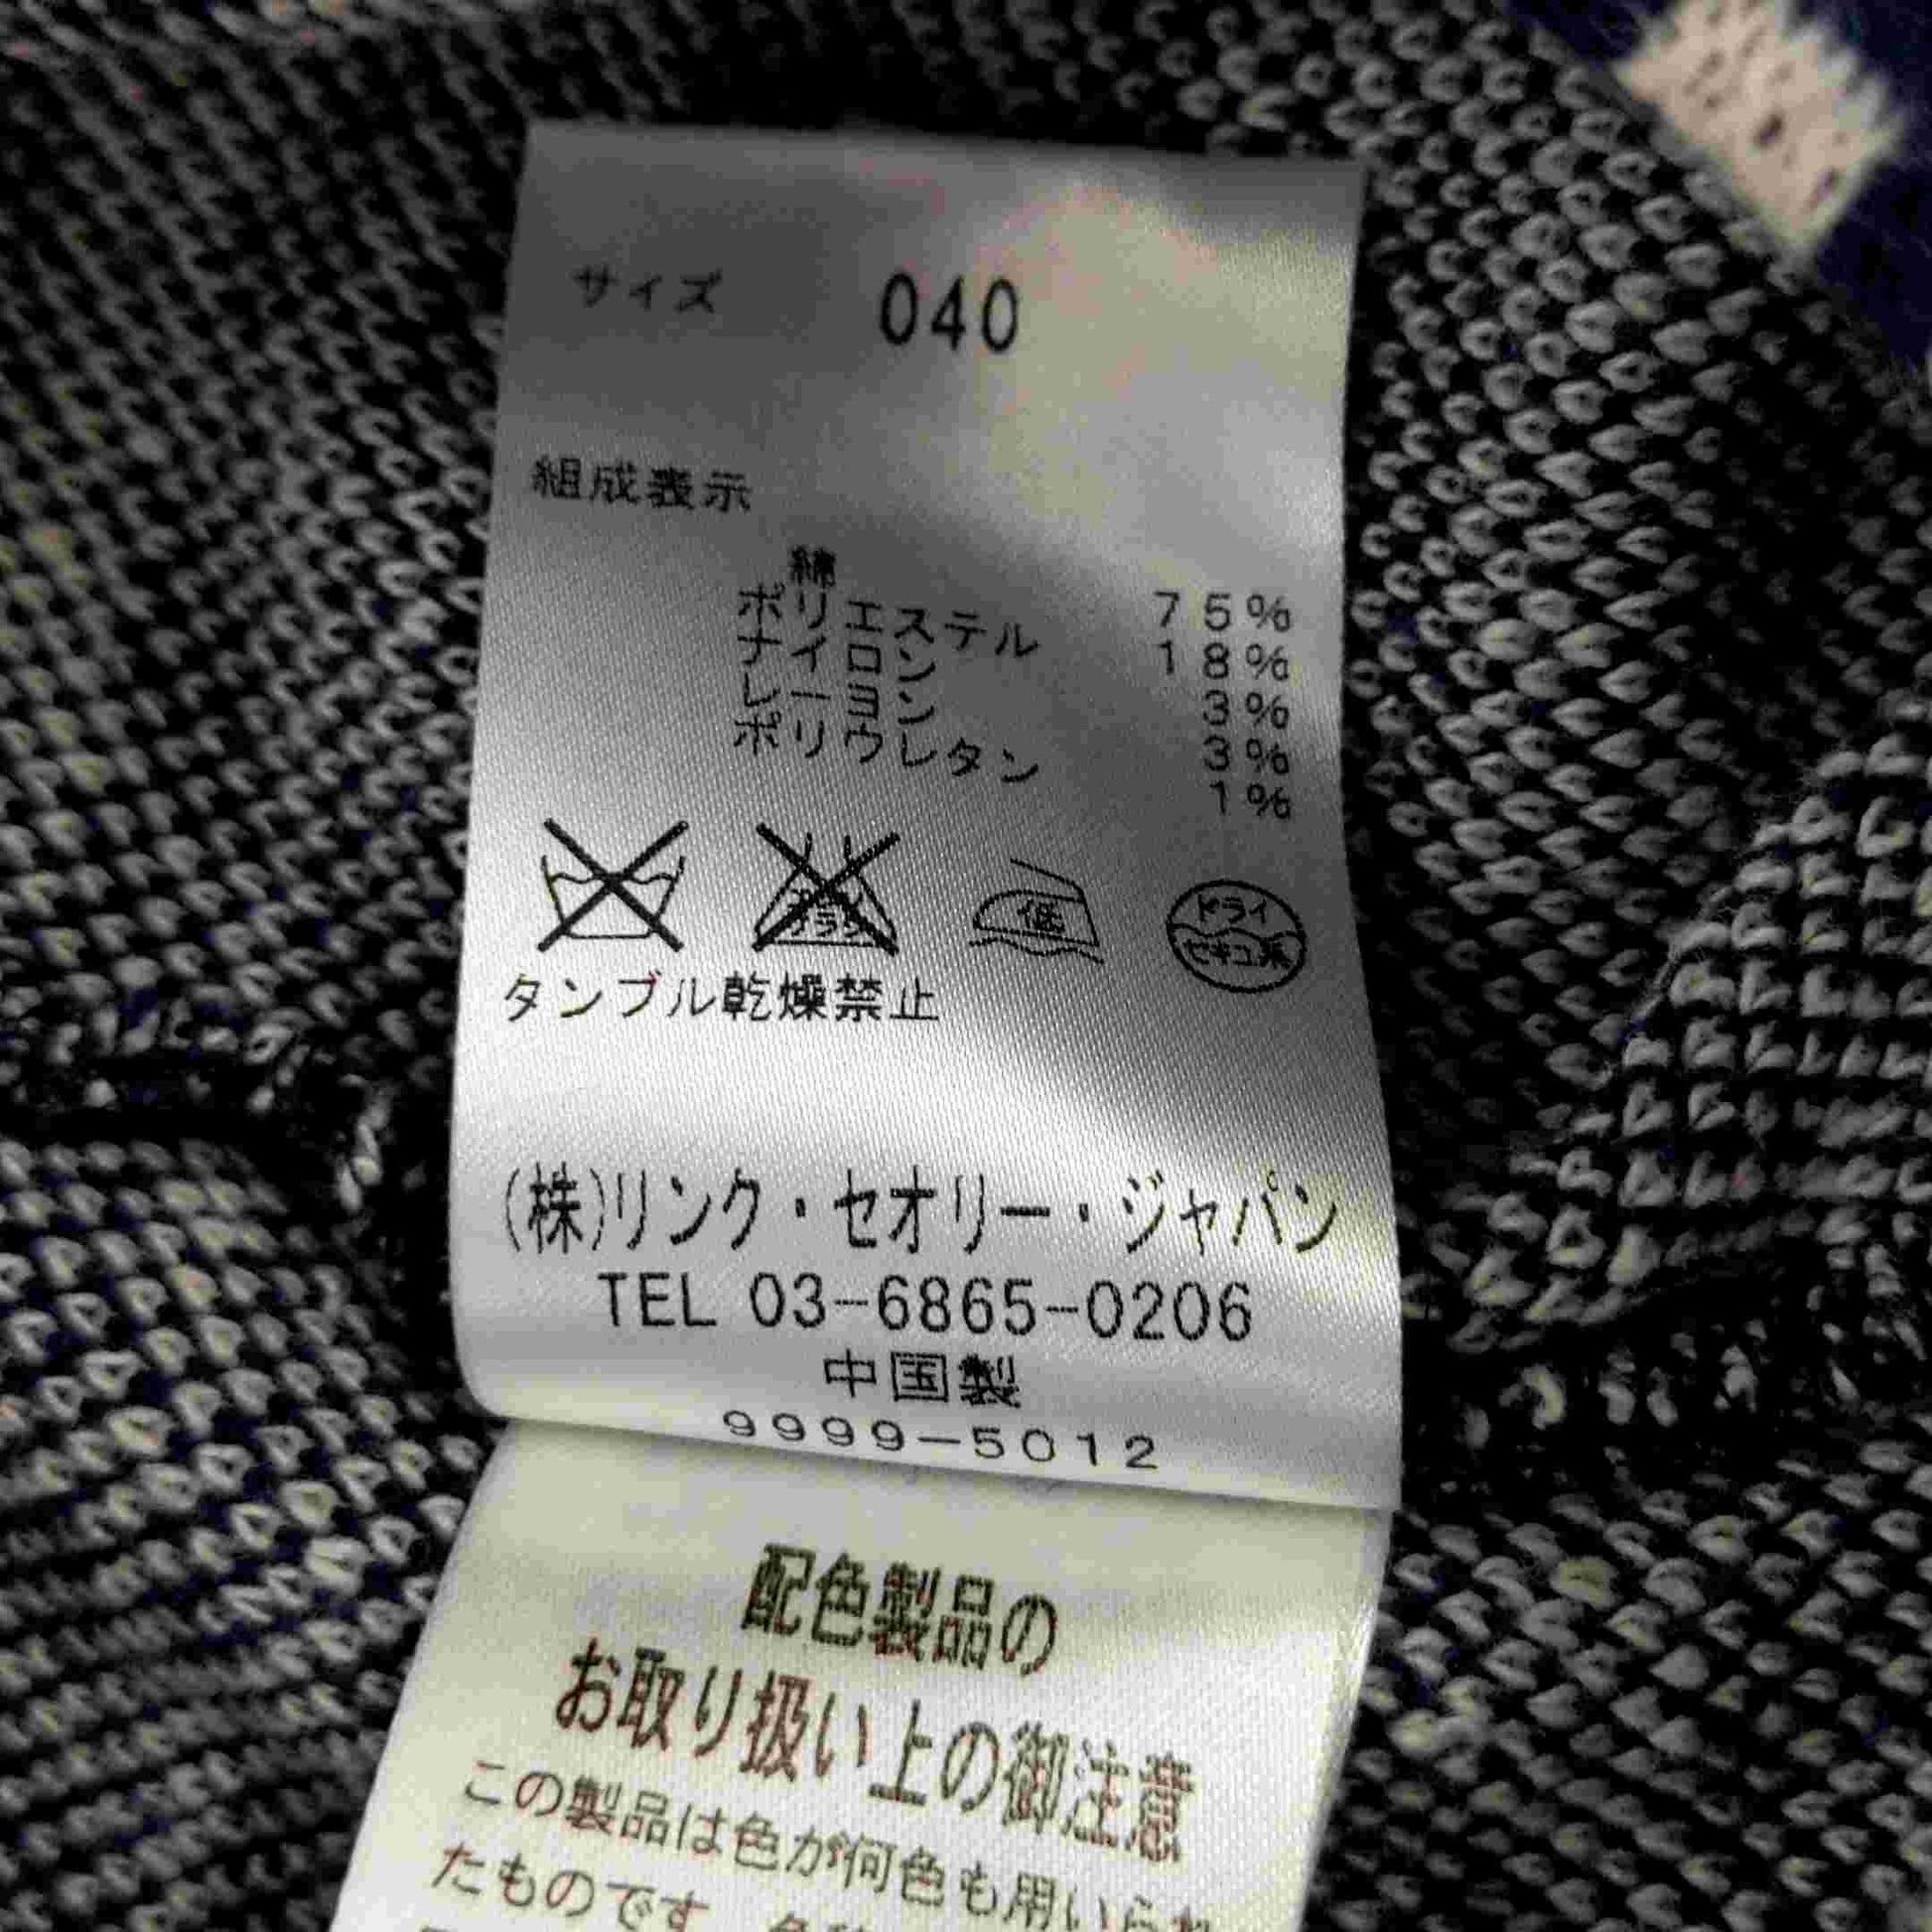 サイズ 040
組成表示
綿 75%
ポリエステル 18%
ナイロン 3%
レーヨン 3%
ポリウレタン 1%
低 ドライ
セキユ系
タンブル乾燥禁止
(株)リンク・セオリー・ジャパン
TEL 03-6865-0206
中国製
9999-5012
配色製品の
お取り扱い上の御注意
この製品は色が何色も用いられ
たものです